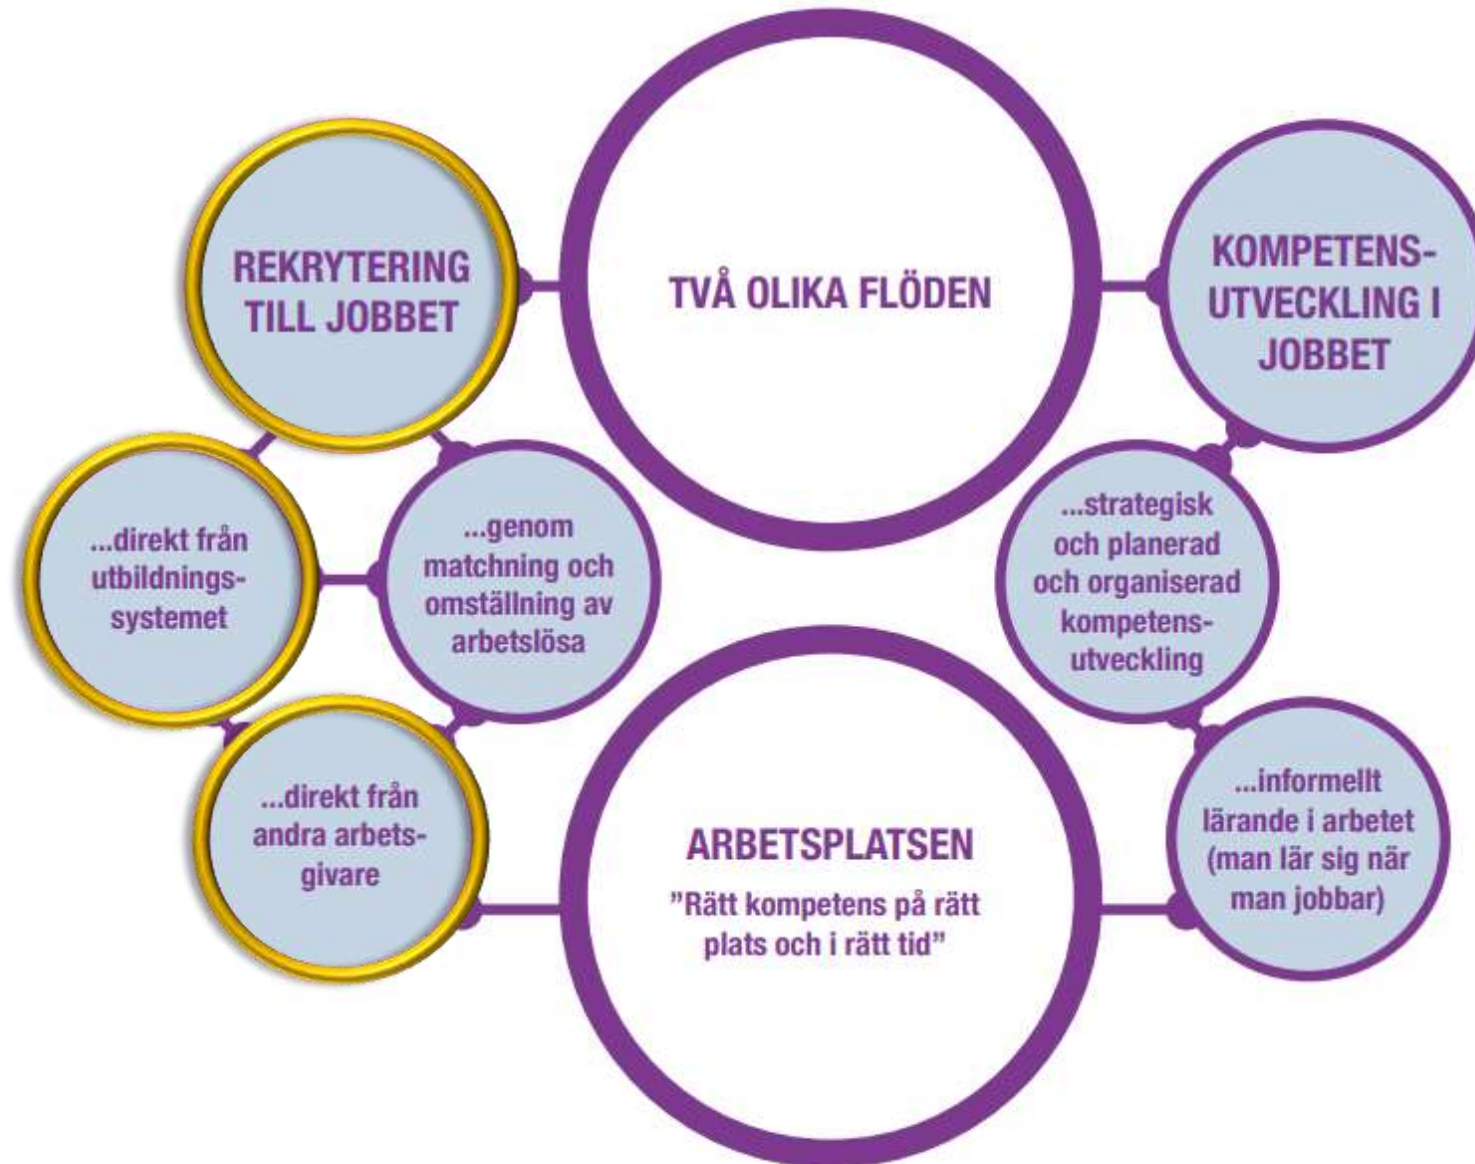 TVÅ OLIKA FLÖDEN
REKRYTERING
TILL JOBBET
KOMPETENS-
UTVECKLING I
JOBBET
...direkt från
utbildnings-
systemet
...genom
matchning och
omställning av
arbetslösa
...direkt från
andra arbets-
givare
...strategisk
och planerad
och organiserad
kompetens-
utveckling
...informellt
lärande i arbetet
(man lär sig när
man jobbar)
ARBETSPLATSEN
”Rätt kompetens på rätt
plats och i rätt tid”